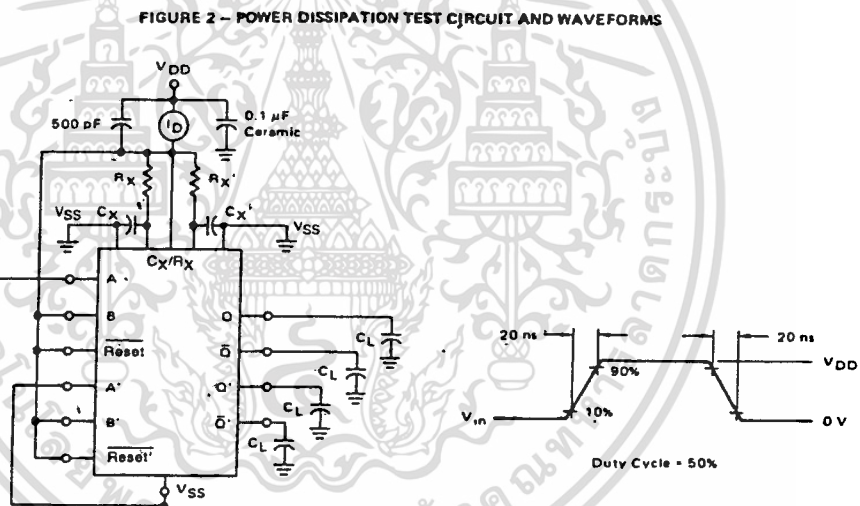 FIGURE 2 – POWER DISSIPATION TEST CIRCUIT AND WAVEFORMS
VDD
500 pF
ID
0.1 μF
Ceramic
RX
RX'
VSS
CX
CX'
VSS
CX/RX
A
B
Reset
A'
B'
Reset'
Q
Q̅
Q'
Q̅'
CL
CL
CL
CL
VSS
20 ns
20 ns
90%
10%
VDD
Vin
0 V
Duty Cycle = 50%